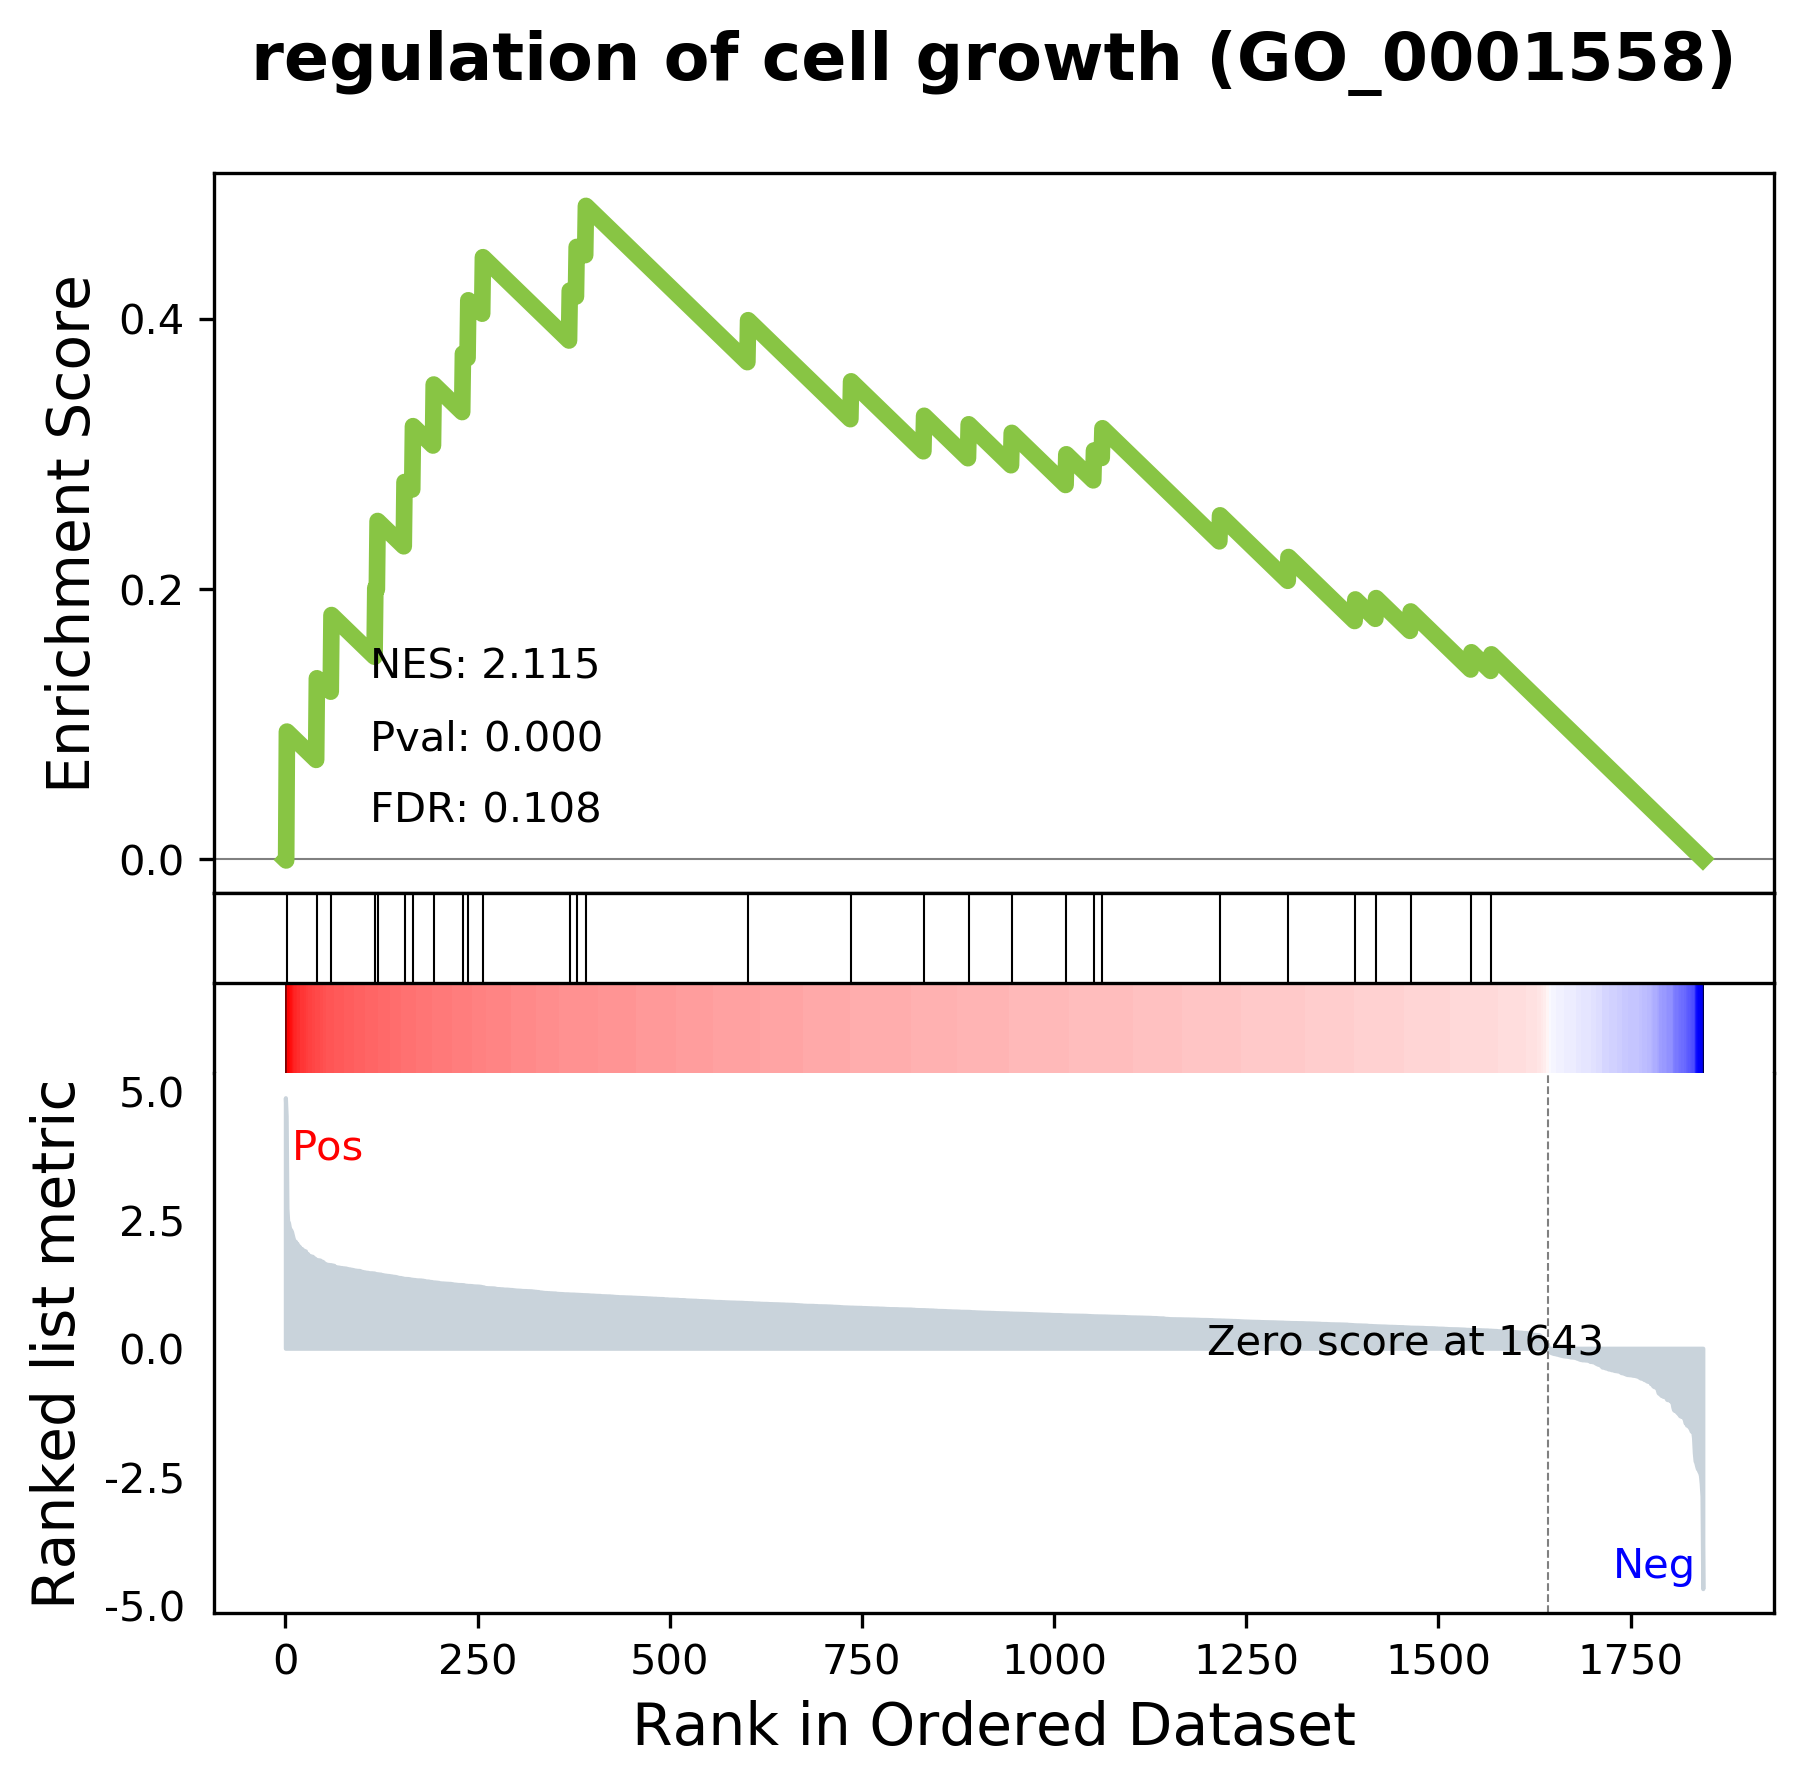 regulation of cell growth (GO_0001558)
Enrichment Score
0.4
0.2
0.0
NES: 2.115
Pval: 0.000
FDR: 0.108
Ranked list metric
5.0
2.5
0.0
-2.5
-5.0
Pos
Zero score at 1643
Neg
0 250 500 750 1000 1250 1500 1750
Rank in Ordered Dataset